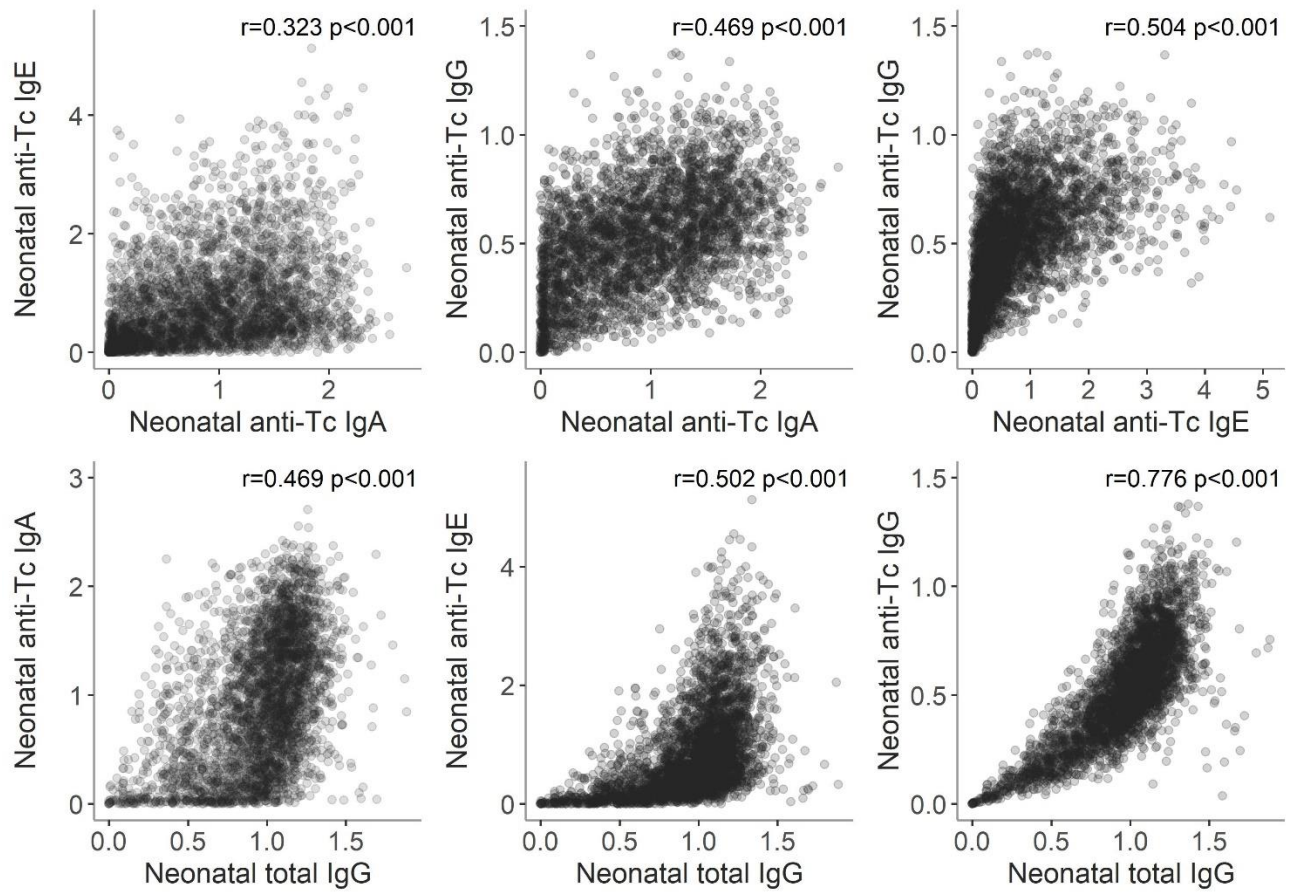 r=0.323 p<0.001
Neonatal anti-Tc IgE
4
2
0
0
1
2
Neonatal anti-Tc IgA
r=0.469 p<0.001
Neonatal anti-Tc IgG
1.5
1.0
0.5
0.0
0
1
2
Neonatal anti-Tc IgA
r=0.504 p<0.001
Neonatal anti-Tc IgG
1.5
1.0
0.5
0.0
0
1
2
3
4
5
Neonatal anti-Tc IgE
r=0.469 p<0.001
Neonatal anti-Tc IgA
3
2
1
0
0.0
0.5
1.0
1.5
Neonatal total IgG
r=0.502 p<0.001
Neonatal anti-Tc IgE
4
2
0
0.0
0.5
1.0
1.5
Neonatal total IgG
r=0.776 p<0.001
Neonatal anti-Tc IgG
1.5
1.0
0.5
0.0
0.0
0.5
1.0
1.5
Neonatal total IgG